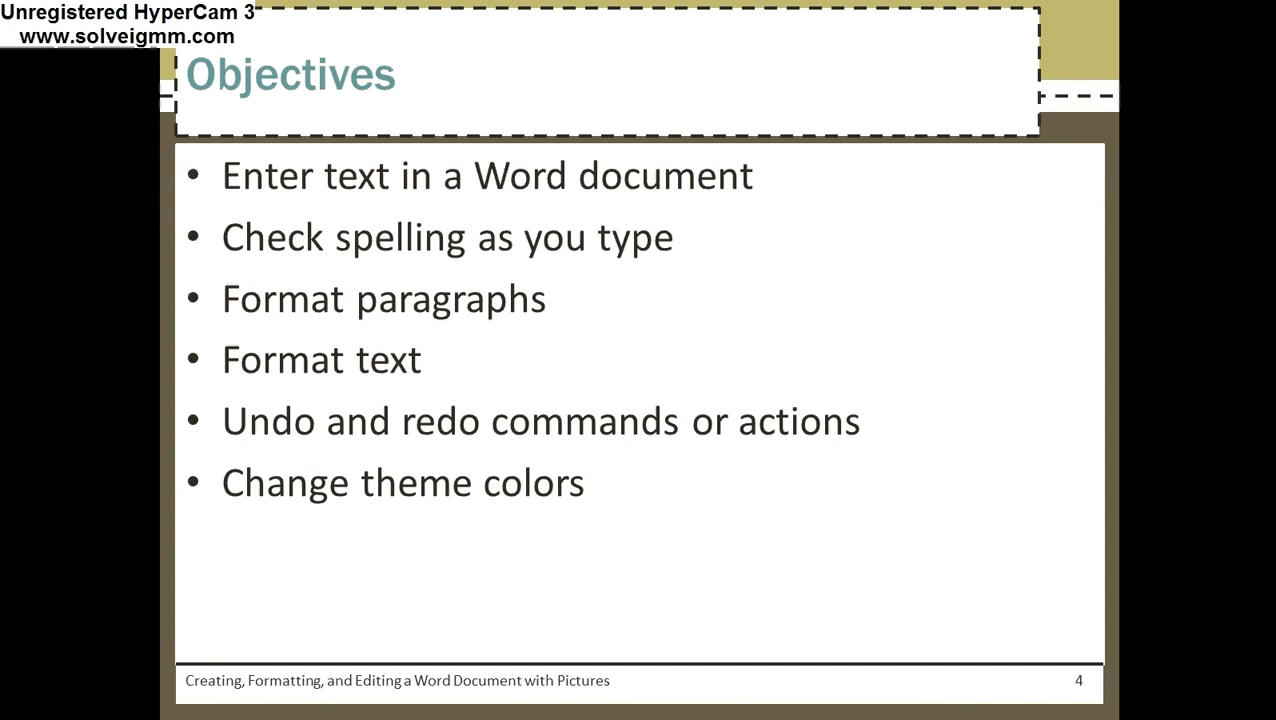 Unregistered HyperCam 3
www.solveigmm.com
Objectives
• Enter text in a Word document
• Check spelling as you type
• Format paragraphs
• Format text
• Undo and redo commands or actions
• Change theme colors
Creating, Formatting, and Editing a Word Document with Pictures 4